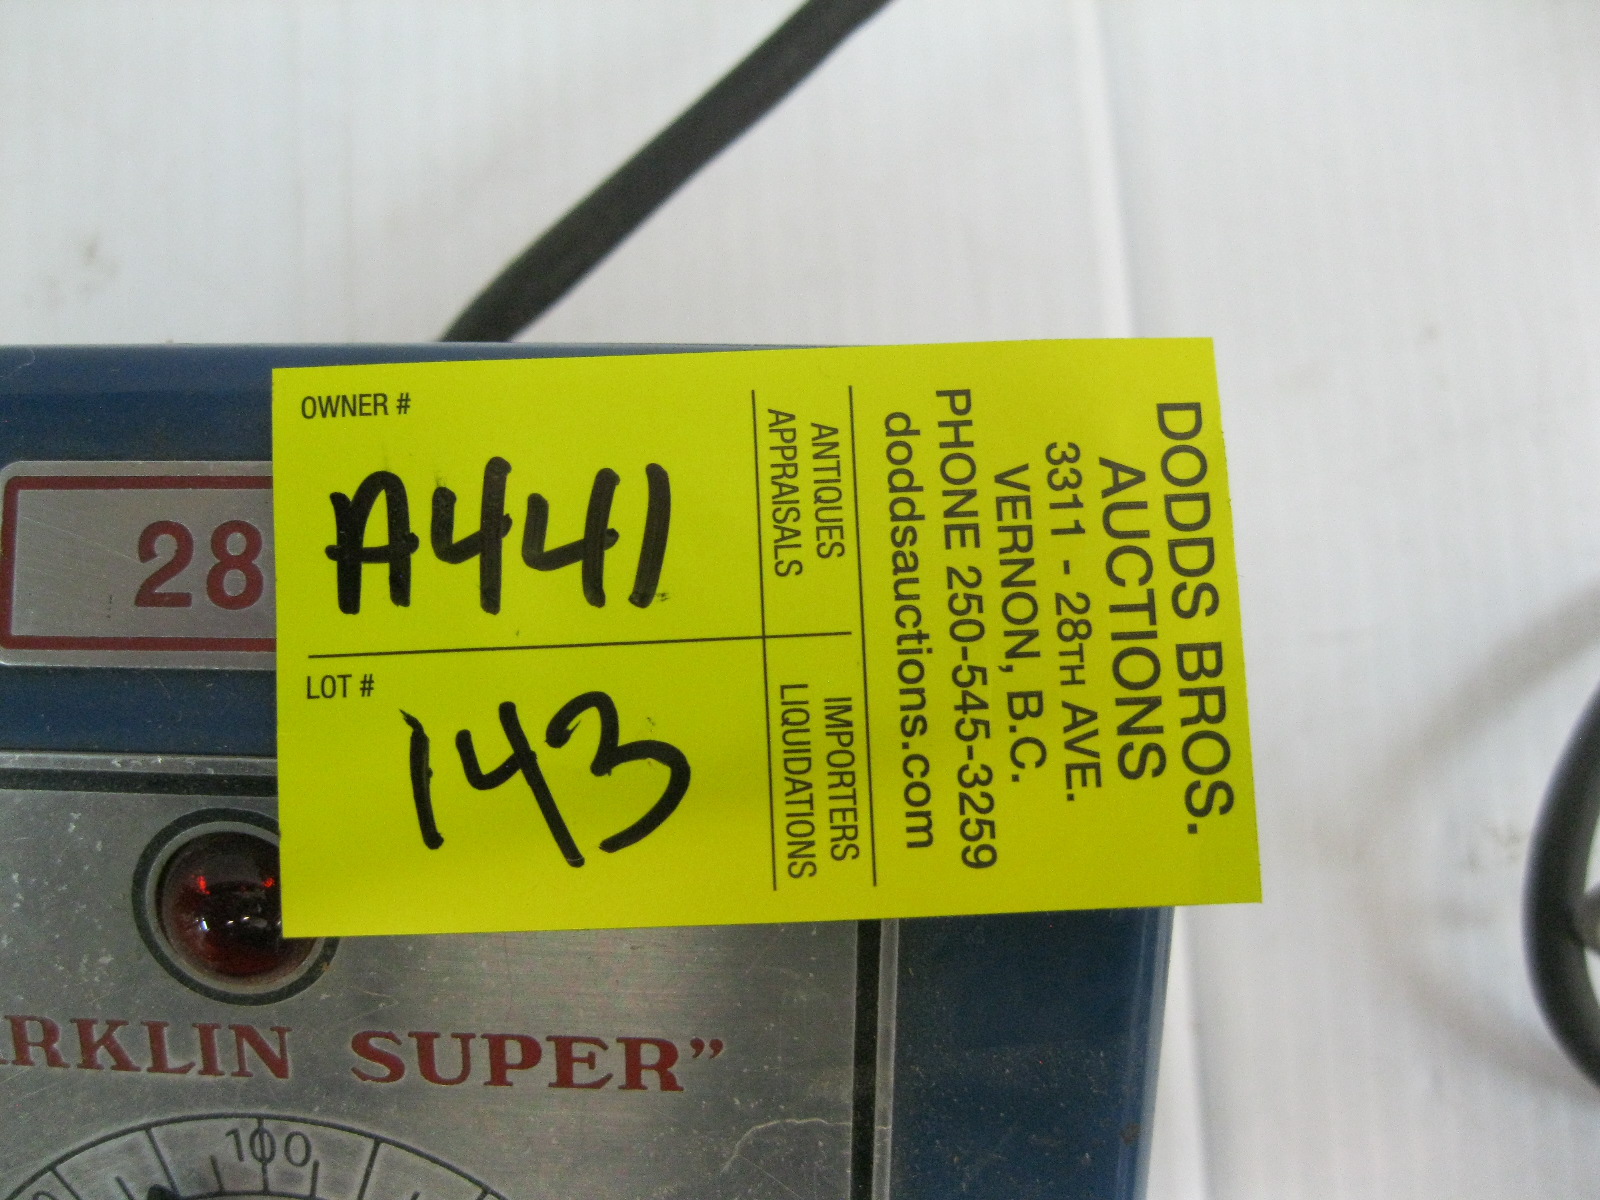 OWNER #
A441
LOT #
143
ANTIQUES
APPRAISALS
IMPORTERS
LIQUIDATIONS
DODDS BROS.
AUCTIONS
3311 - 28TH AVE.
VERNON, B.C.
PHONE 250-545-3259
doddsauctions.com
28
RKLIN SUPER”
100